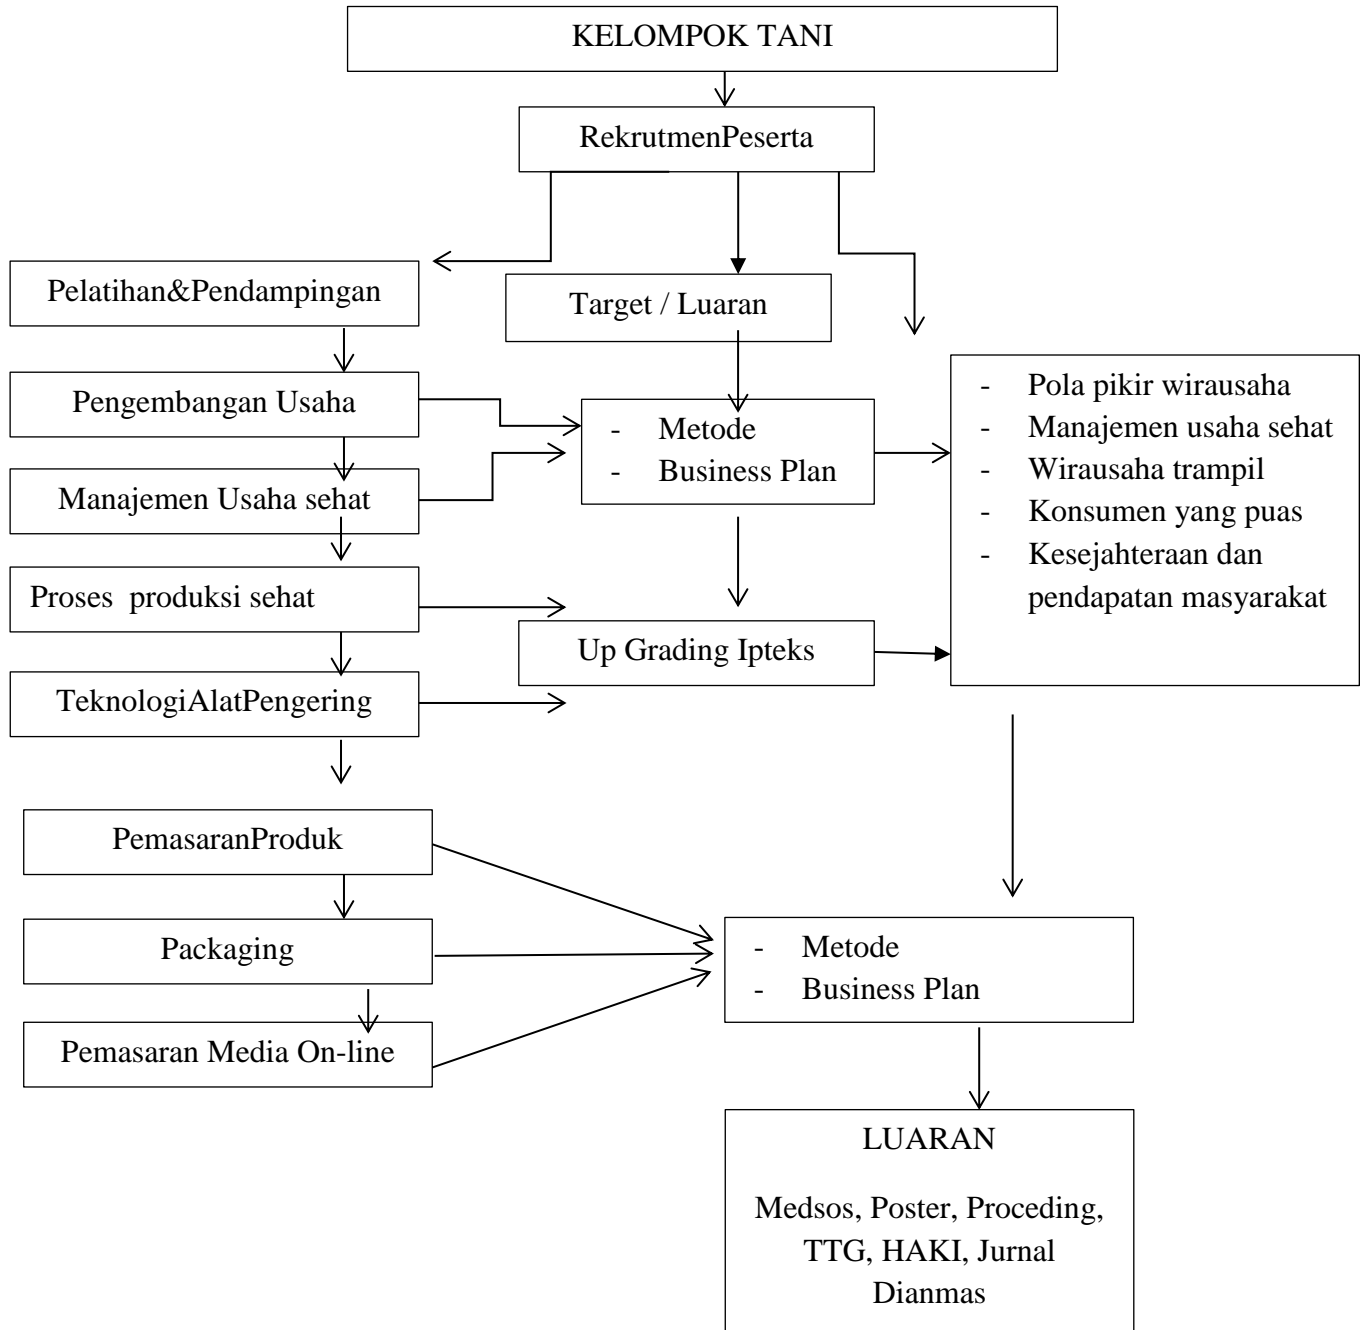 KELOMPOK TANI
RekrutmenPeserta
Pelatihan&Pendampingan
Target / Luaran
Pengembangan Usaha
- Metode
- Business Plan
- Pola pikir wirausaha
- Manajemen usaha sehat
- Wirausaha trampil
- Konsumen yang puas
- Kesejahteraan dan
pendapatan masyarakat
Manajemen Usaha sehat
Proses  produksi sehat
Up Grading Ipteks
TeknologiAlatPengering
PemasaranProduk
Packaging
- Metode
- Business Plan
Pemasaran Media On-line
LUARAN
Medsos, Poster, Proceding,
TTG, HAKI, Jurnal
Dianmas